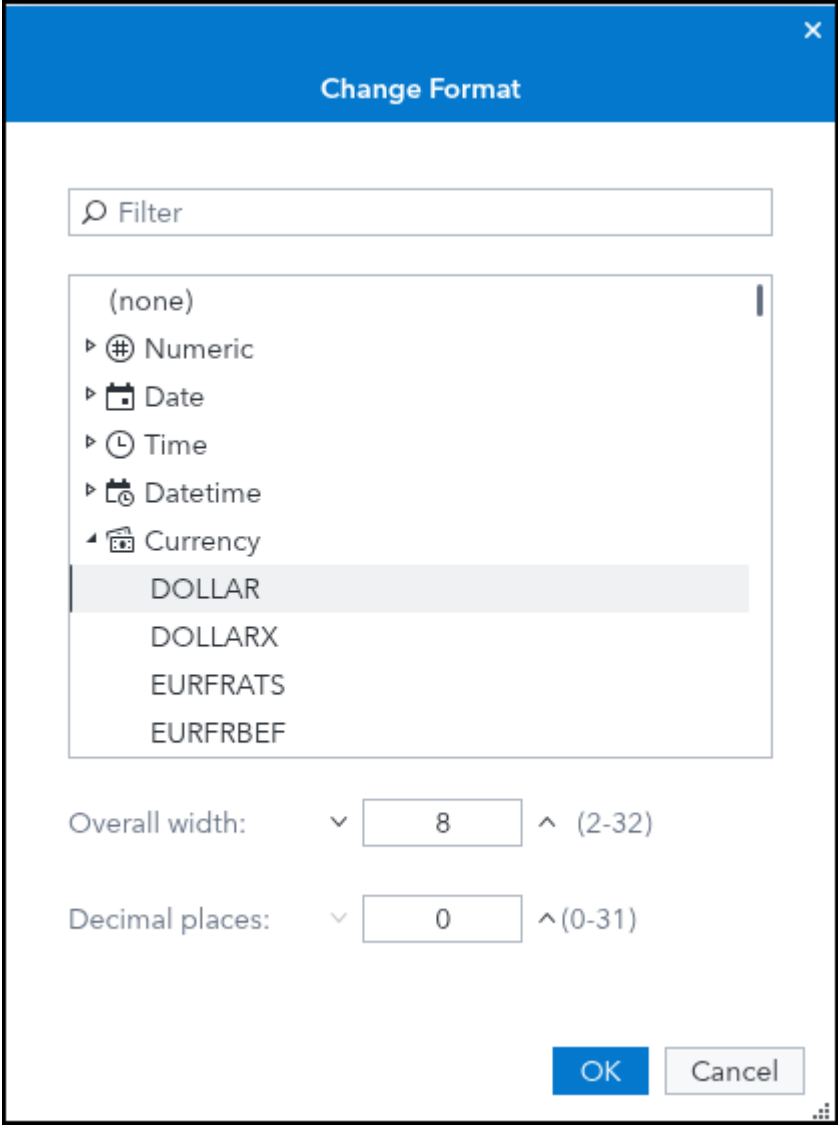 Change Format
Filter
(none)
Numeric
Date
Time
Datetime
Currency
DOLLAR
DOLLARX
EURFRATS
EURFRBEF
Overall width: 8 (2-32)
Decimal places: 0 (0-31)
OK Cancel